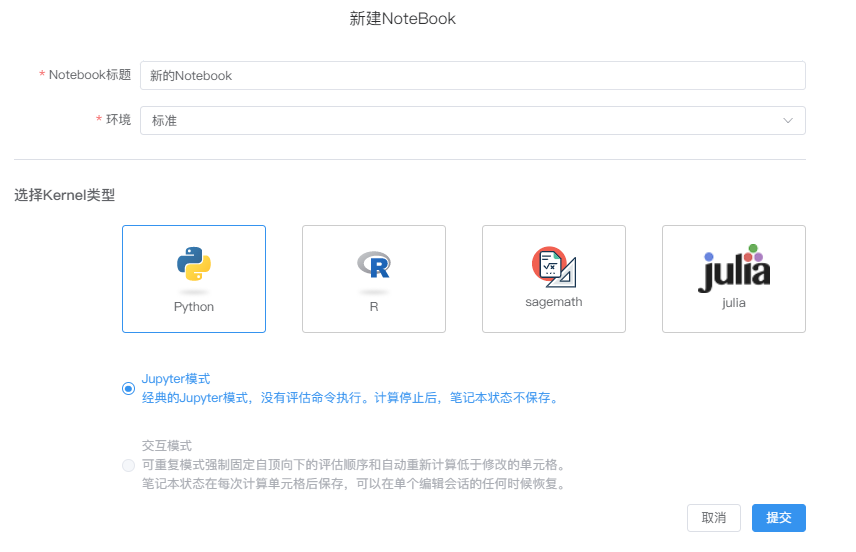 新建NoteBook
* Notebook标题 新的Notebook
* 环境 标准
选择Kernel类型
Python
R
R
√x
sagemath
julia
julia
Jupyter模式
经典的Jupyter模式，没有评估命令执行。计算停止后，笔记本状态不保存。
交互模式
可重复模式强制固定自顶向下的评估顺序和自动重新计算低于修改的单元格。
笔记本状态在每次计算单元格后保存，可以在单个编辑会话的任何时候恢复。
取消 提交